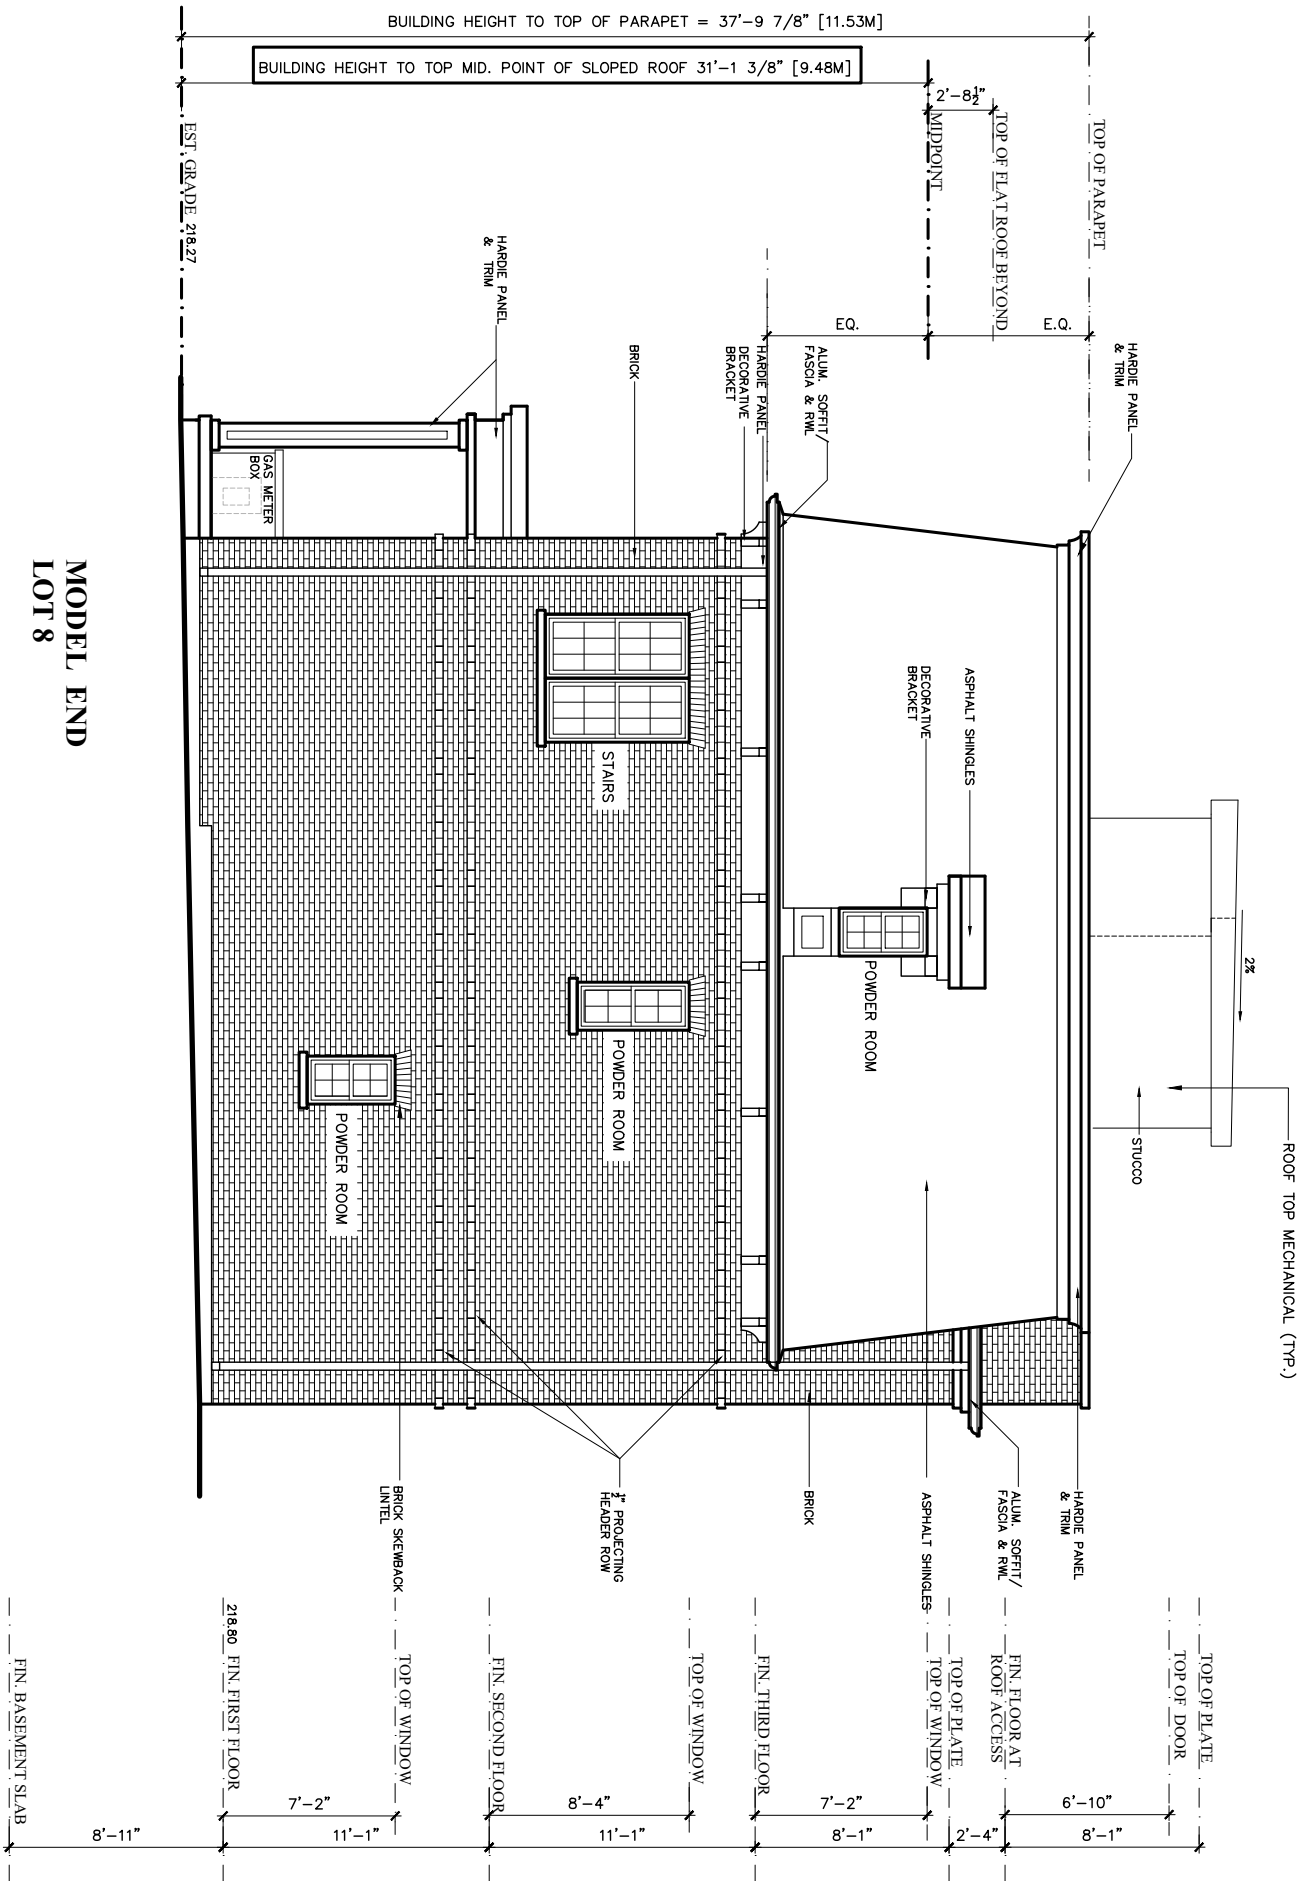 BUILDING HEIGHT TO TOP OF PARAPET = 37'-9 7/8" [11.53M]
BUILDING HEIGHT TO TOP MID. POINT OF SLOPED ROOF 31'-1 3/8" [9.48M]
2'-8½"
TOP OF PARAPET
TOP OF FLAT ROOF BEYOND
MIDPOINT
EST. GRADE 218.27
E.Q.
EQ.
HARDIE PANEL
& TRIM
ALUM. SOFFIT/
FASCIA & RWL
HARDIE PANEL
DECORATIVE
BRACKET
BRICK
HARDIE PANEL
& TRIM
GAS METER
BOX
ASPHALT SHINGLES
DECORATIVE
BRACKET
POWDER ROOM
STAIRS
POWDER ROOM
POWDER ROOM
2%
STUCCO
ROOF TOP MECHANICAL (TYP.)
HARDIE PANEL
& TRIM
ALUM. SOFFIT/
FASCIA & RWL
ASPHALT SHINGLES
BRICK
½" PROJECTING
HEADER ROW
BRICK SKEWBACK
LINTEL
TOP OF PLATE
TOP OF DOOR
FIN. FLOOR AT
ROOF ACCESS
TOP OF PLATE
TOP OF WINDOW
FIN. THIRD FLOOR
TOP OF WINDOW
FIN. SECOND FLOOR
TOP OF WINDOW
218.80 FIN. FIRST FLOOR
FIN. BASEMENT SLAB
6'-10"
7'-2"
8'-4"
7'-2"
8'-1"
2'-4"
8'-1"
11'-1"
11'-1"
8'-11"
MODEL END
LOT 8